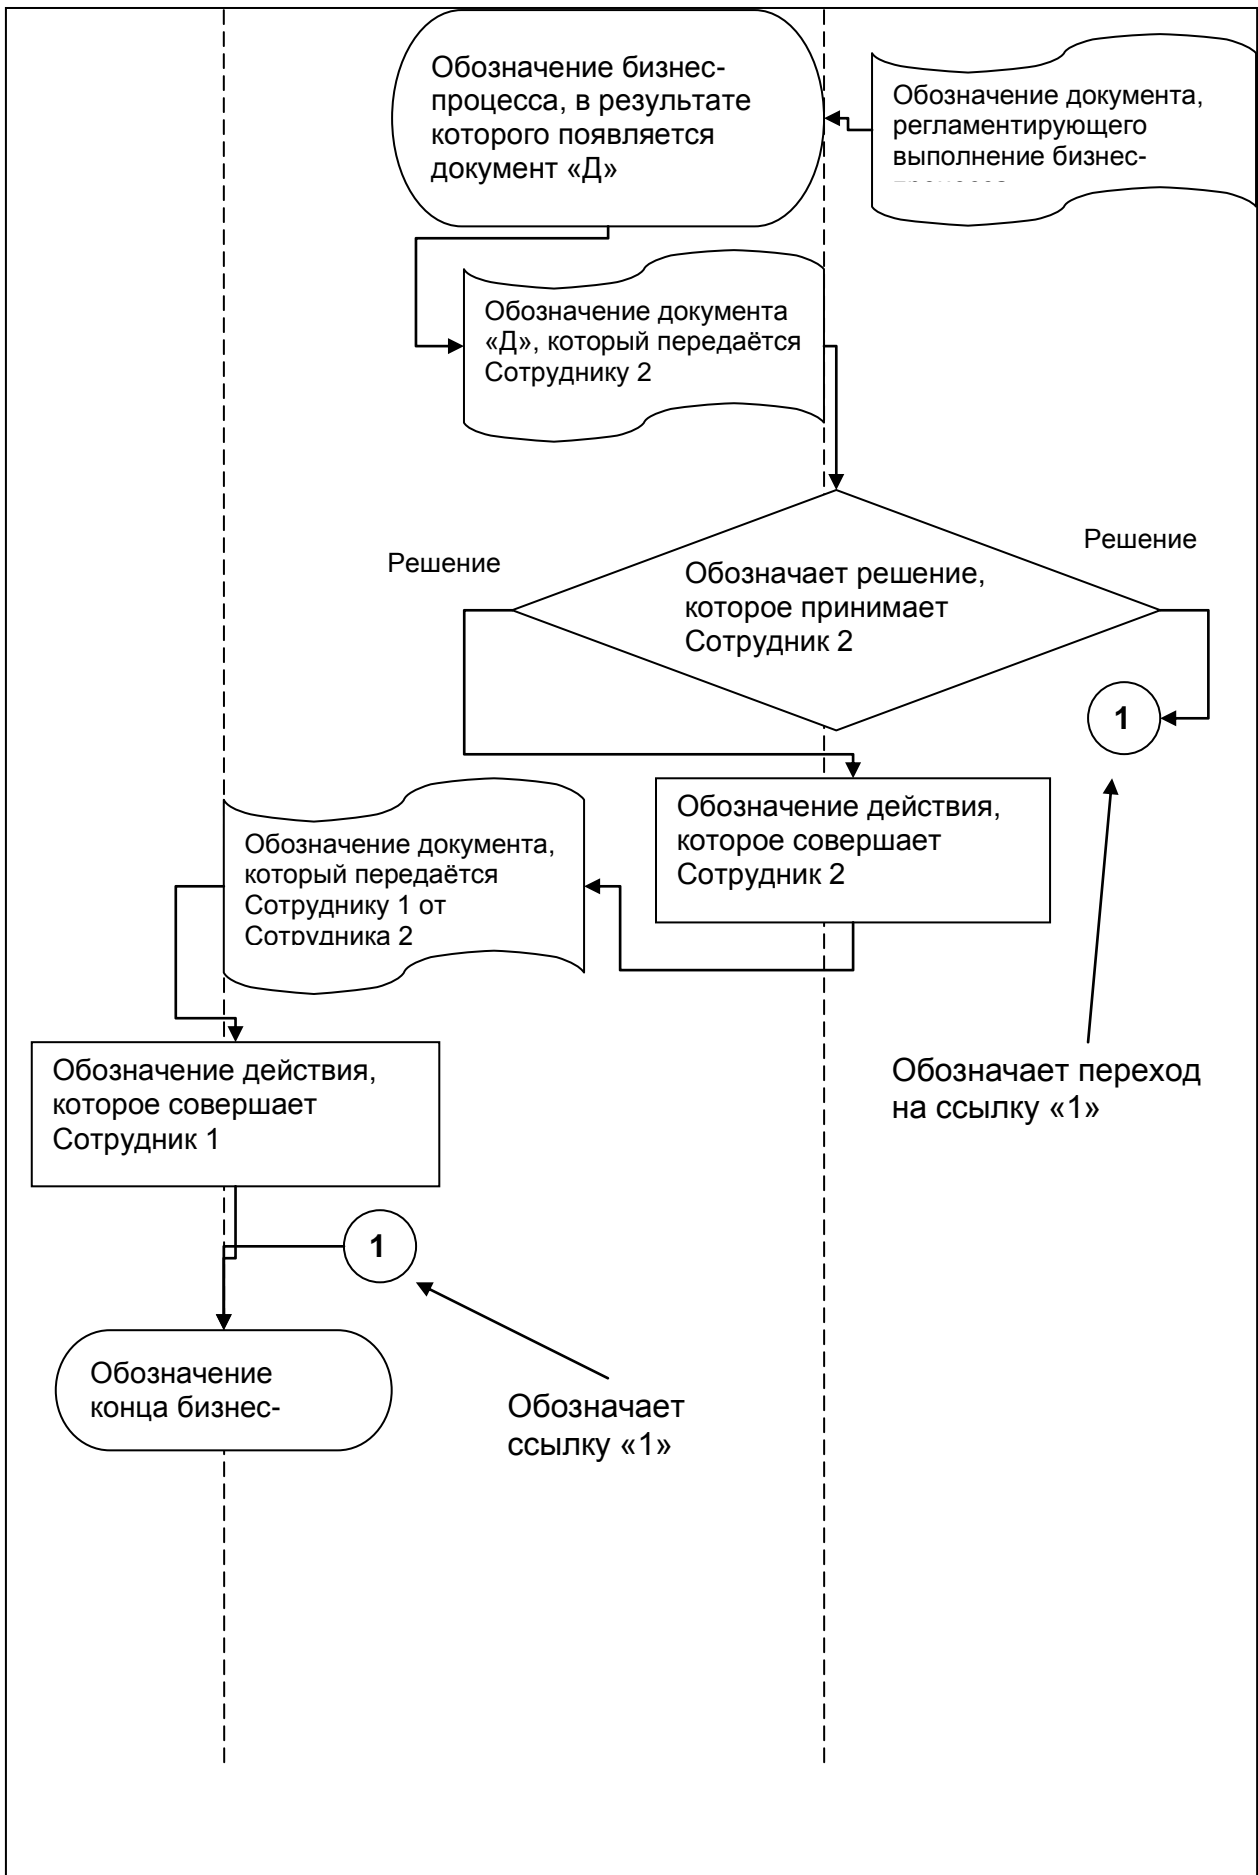 Обозначение бизнес-
процесса, в результате
которого появляется
документ «Д»
Обозначение документа,
регламентирующего
выполнение бизнес-
Обозначение документа
«Д», который передаётся
Сотруднику 2
Решение
Решение
Обозначает решение,
которое принимает
Сотрудник 2
1
Обозначение действия,
которое совершает
Сотрудник 2
Обозначение документа,
который передаётся
Сотруднику 1 от
Сотрудника 2
Обозначение действия,
которое совершает
Сотрудник 1
Обозначает переход
на ссылку «1»
1
Обозначение
конца бизнес-
Обозначает
ссылку «1»